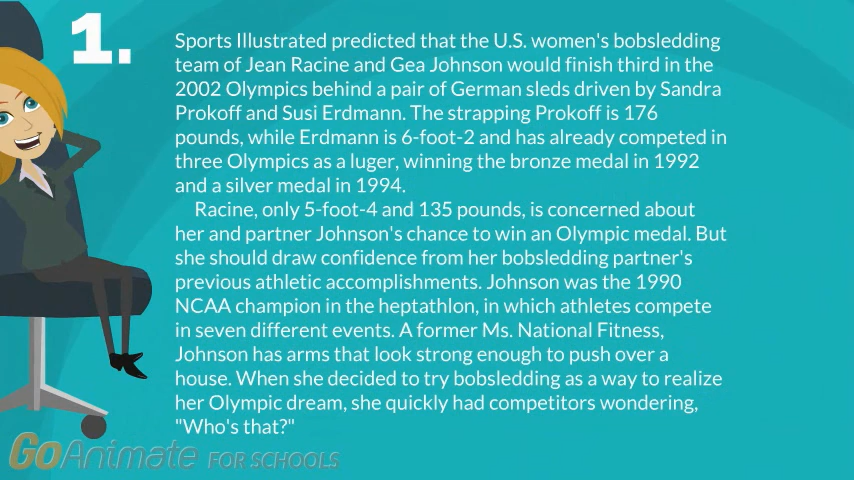 1.
Sports Illustrated predicted that the U.S. women's bobsledding
team of Jean Racine and Gea Johnson would finish third in the
2002 Olympics behind a pair of German sleds driven by Sandra
Prokoff and Susi Erdmann. The strapping Prokoff is 176
pounds, while Erdmann is 6-foot-2 and has already competed in
three Olympics as a luger, winning the bronze medal in 1992
and a silver medal in 1994.
Racine, only 5-foot-4 and 135 pounds, is concerned about
her and partner Johnson's chance to win an Olympic medal. But
she should draw confidence from her bobsledding partner's
previous athletic accomplishments. Johnson was the 1990
NCAA champion in the heptathlon, in which athletes compete
in seven different events. A former Ms. National Fitness,
Johnson has arms that look strong enough to push over a
house. When she decided to try bobsledding as a way to realize
her Olympic dream, she quickly had competitors wondering,
"Who's that?"
GoAnimate FOR SCHOOLS